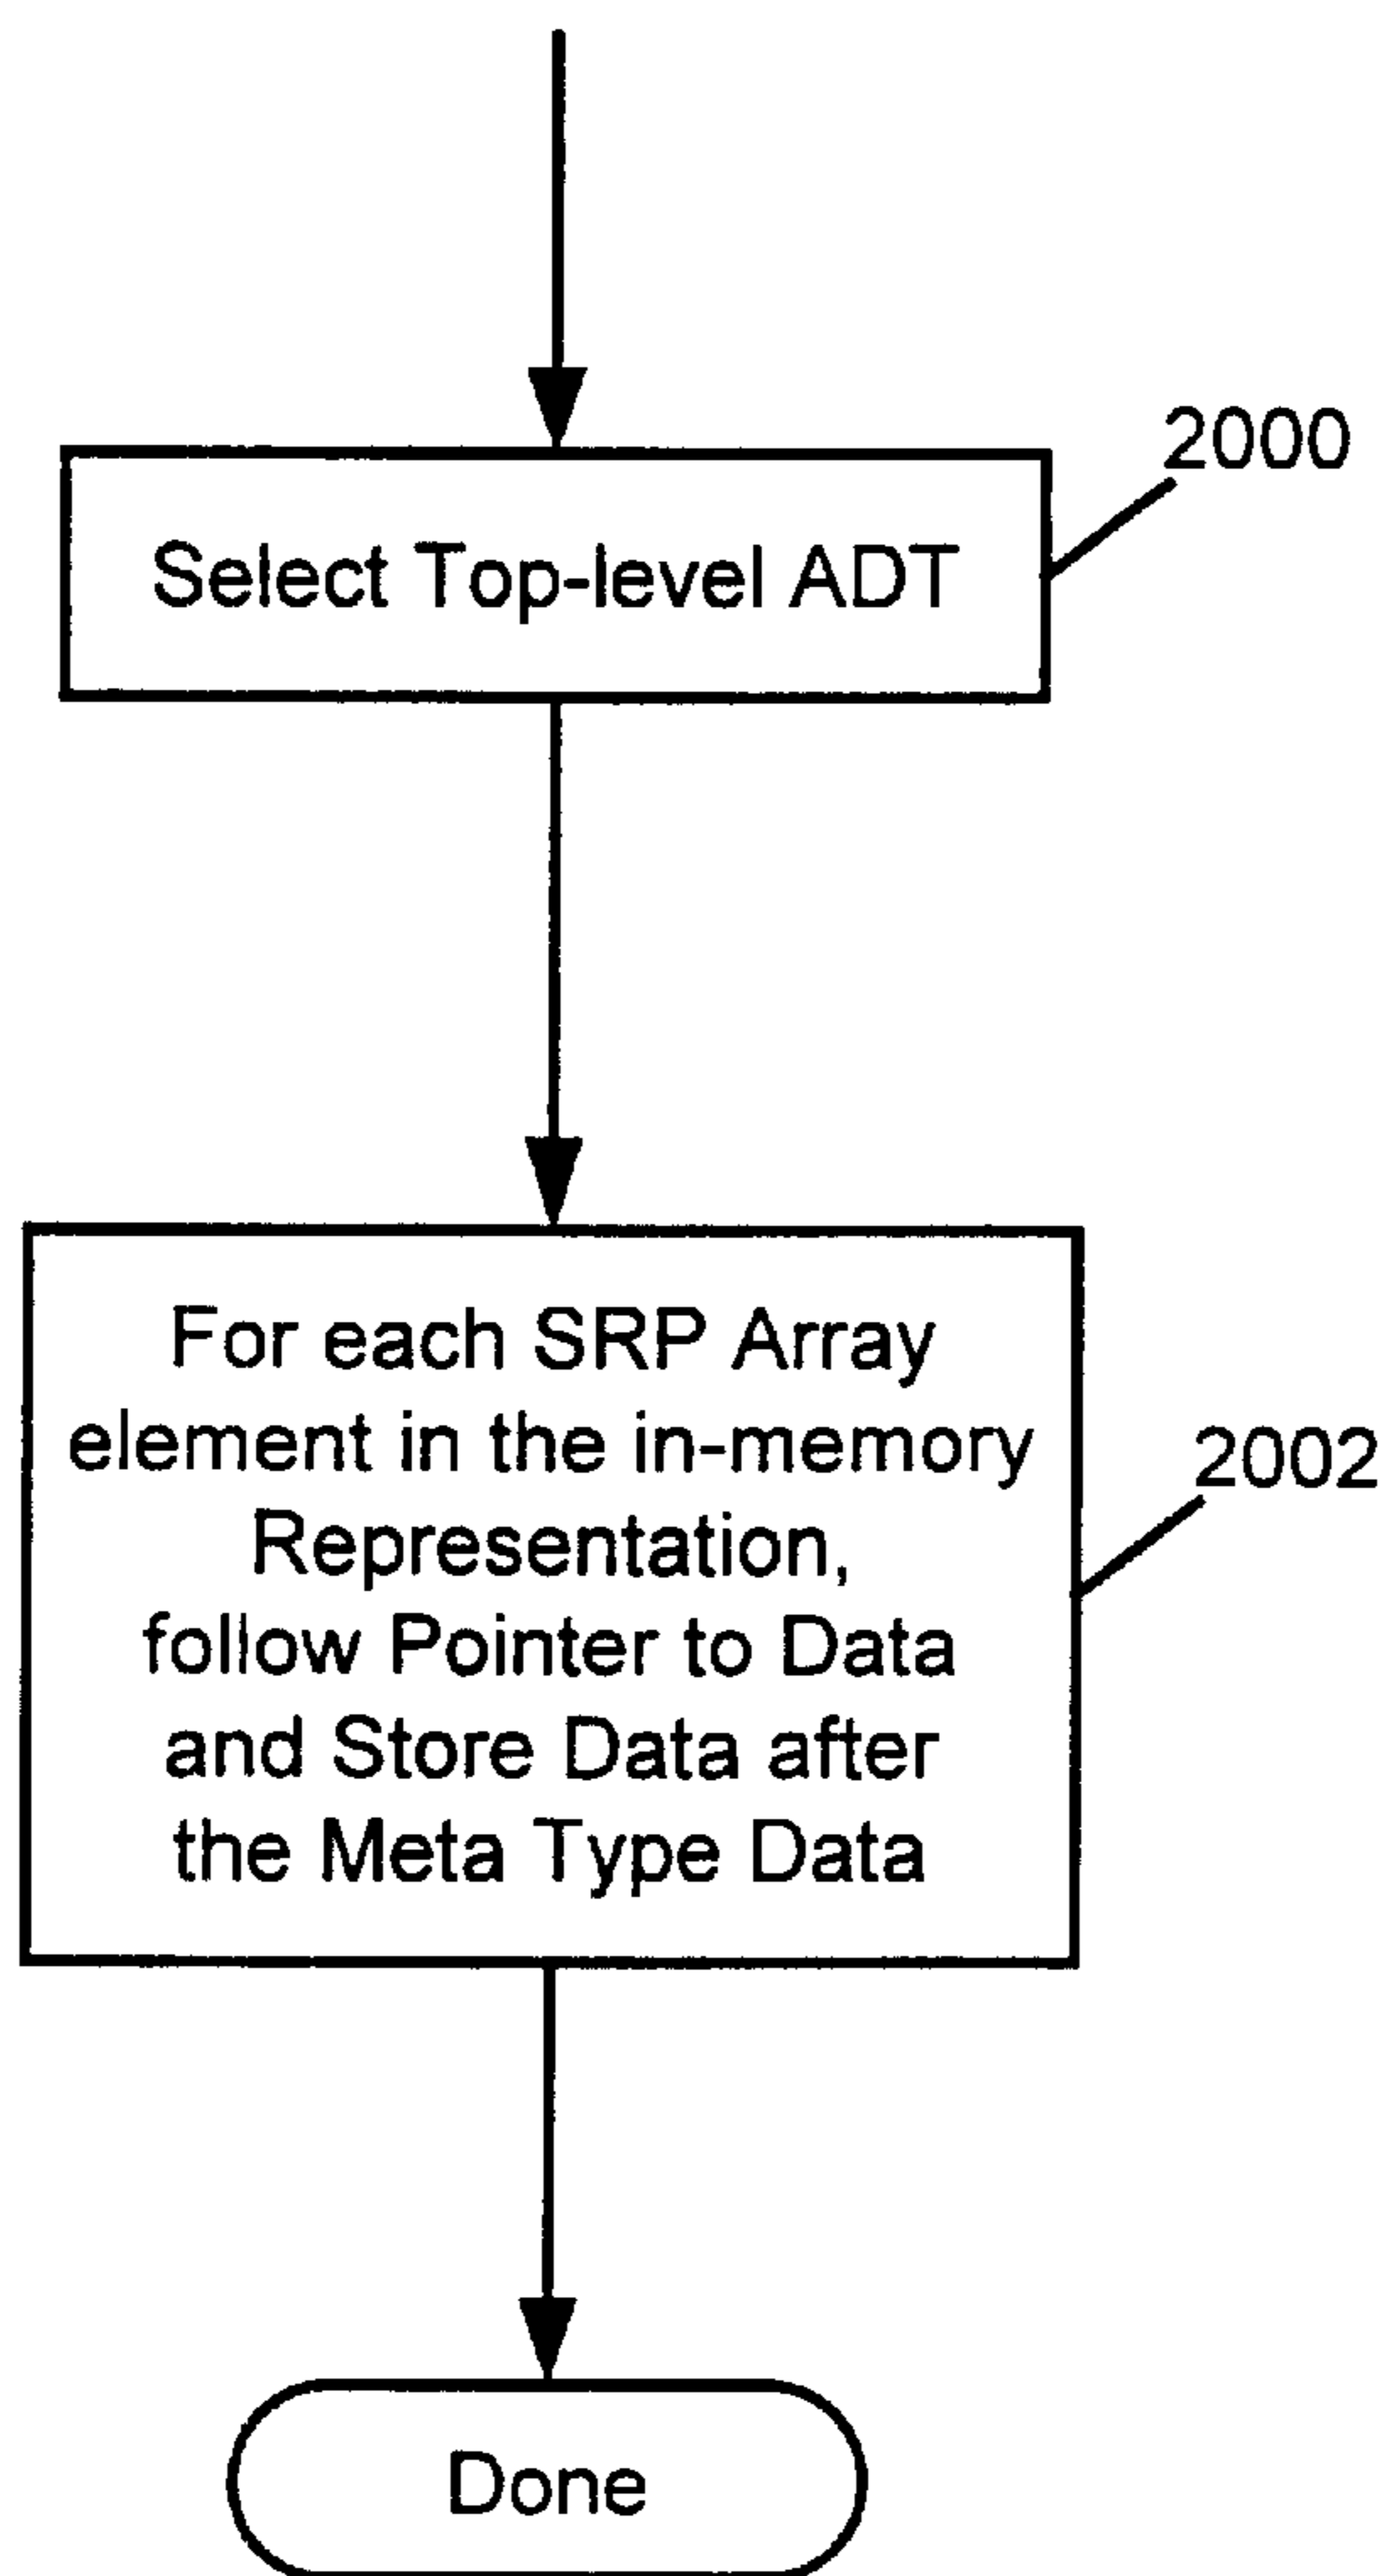 2000
Select Top-level ADT
For each SRP Array
element in the in-memory
2002
Representation,
follow Pointer to Data
and Store Data after
the Meta Type Data
Done